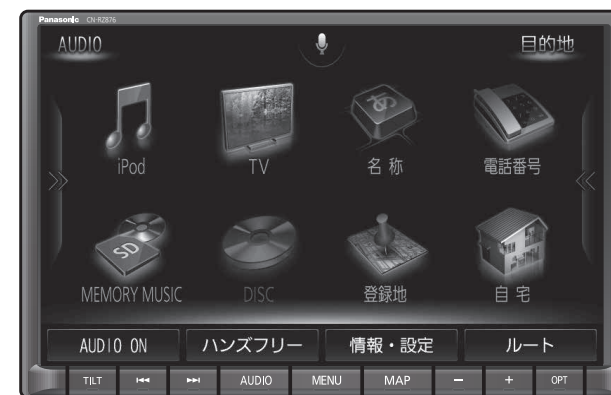 Panasonic CN-RZ876
AUDIO 目的地
あ
iPod TV 名称 電話番号
SD
MEMORY MUSIC DISC 登録地 自宅
AUDIO ON ハンズフリー 情報・設定 ルート
TILT AUDIO MENU MAP − + OPT